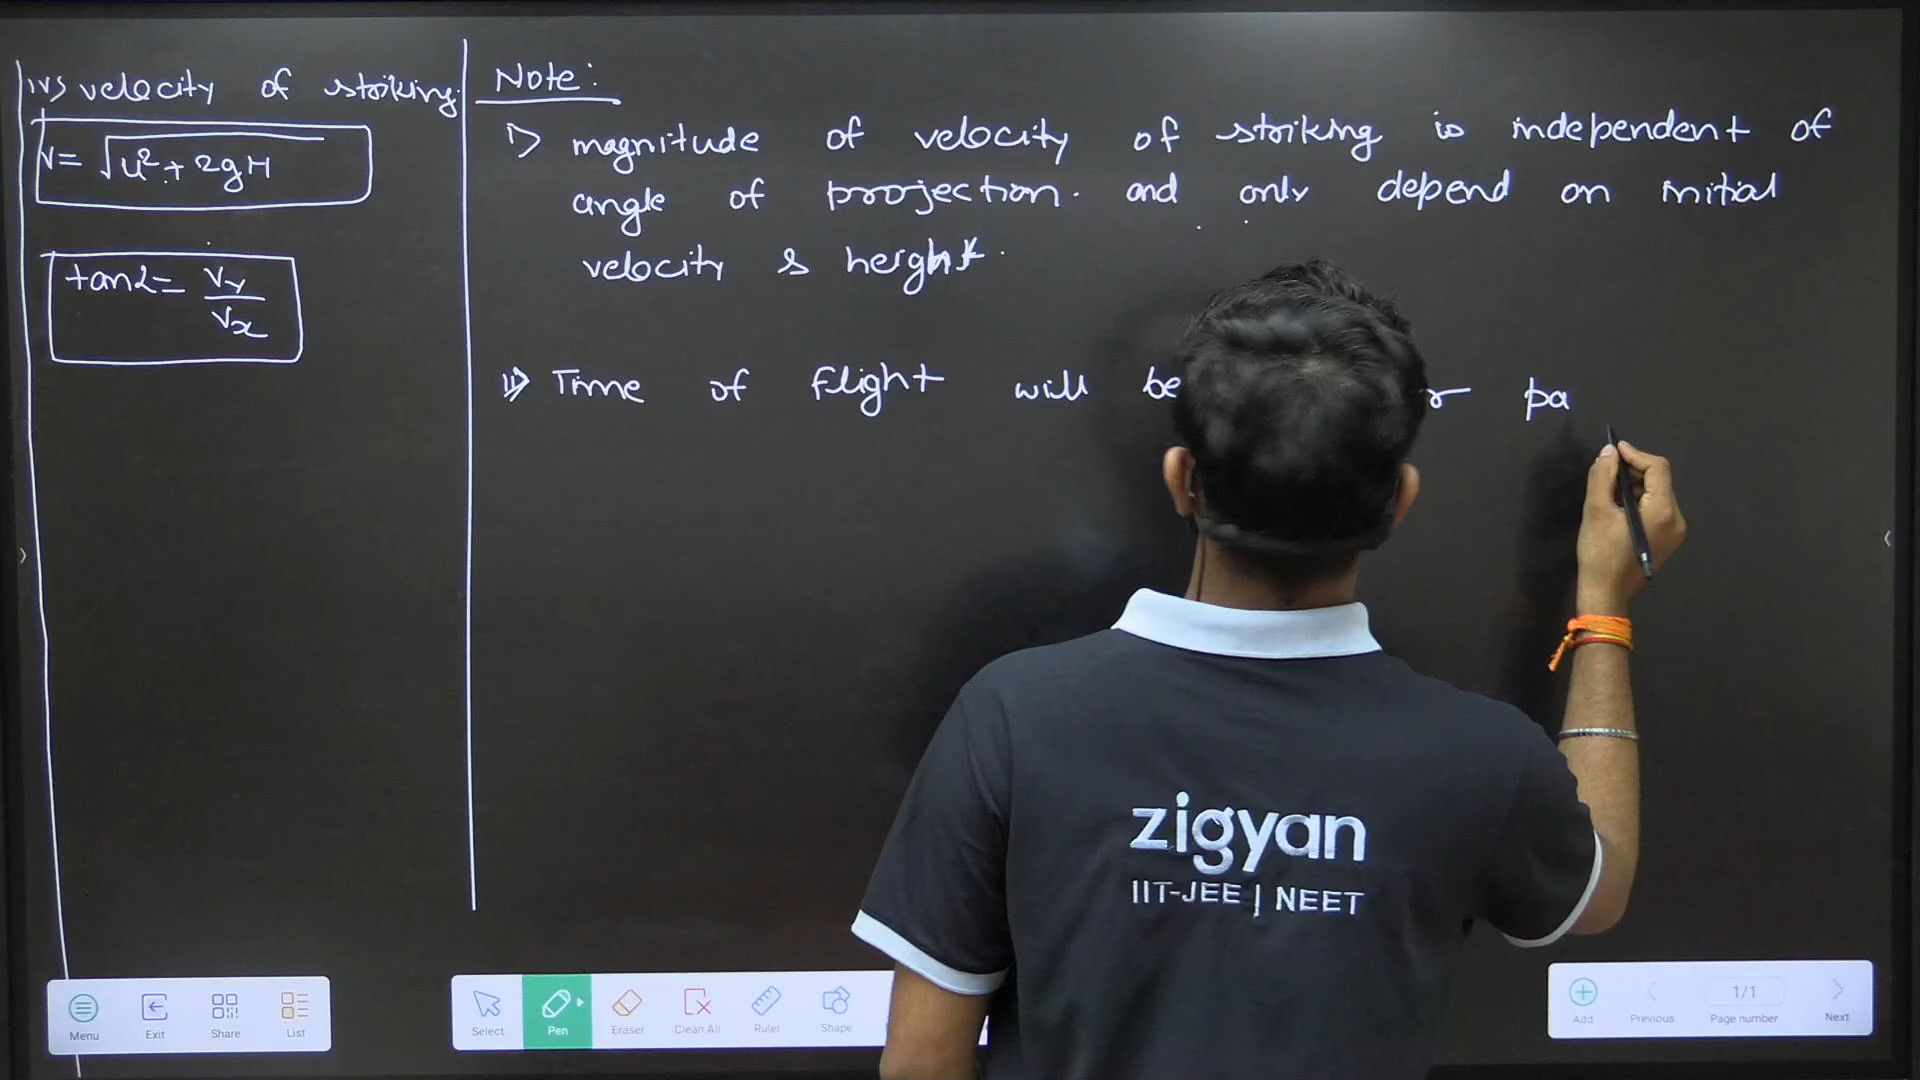 iv) velocity of striking:
V= √u²+2gH
tanα= Vy/Vx
Note:
i) magnitude of velocity of striking is independent of
angle of projection. and only depend on initial
velocity & height.
ii) Time of flight will be
pa
zigyan
IIT-JEE | NEET
Menu Exit Share List
Select Pen Eraser Clean All Ruler Shape
Add Previous 1/1 Page number Next